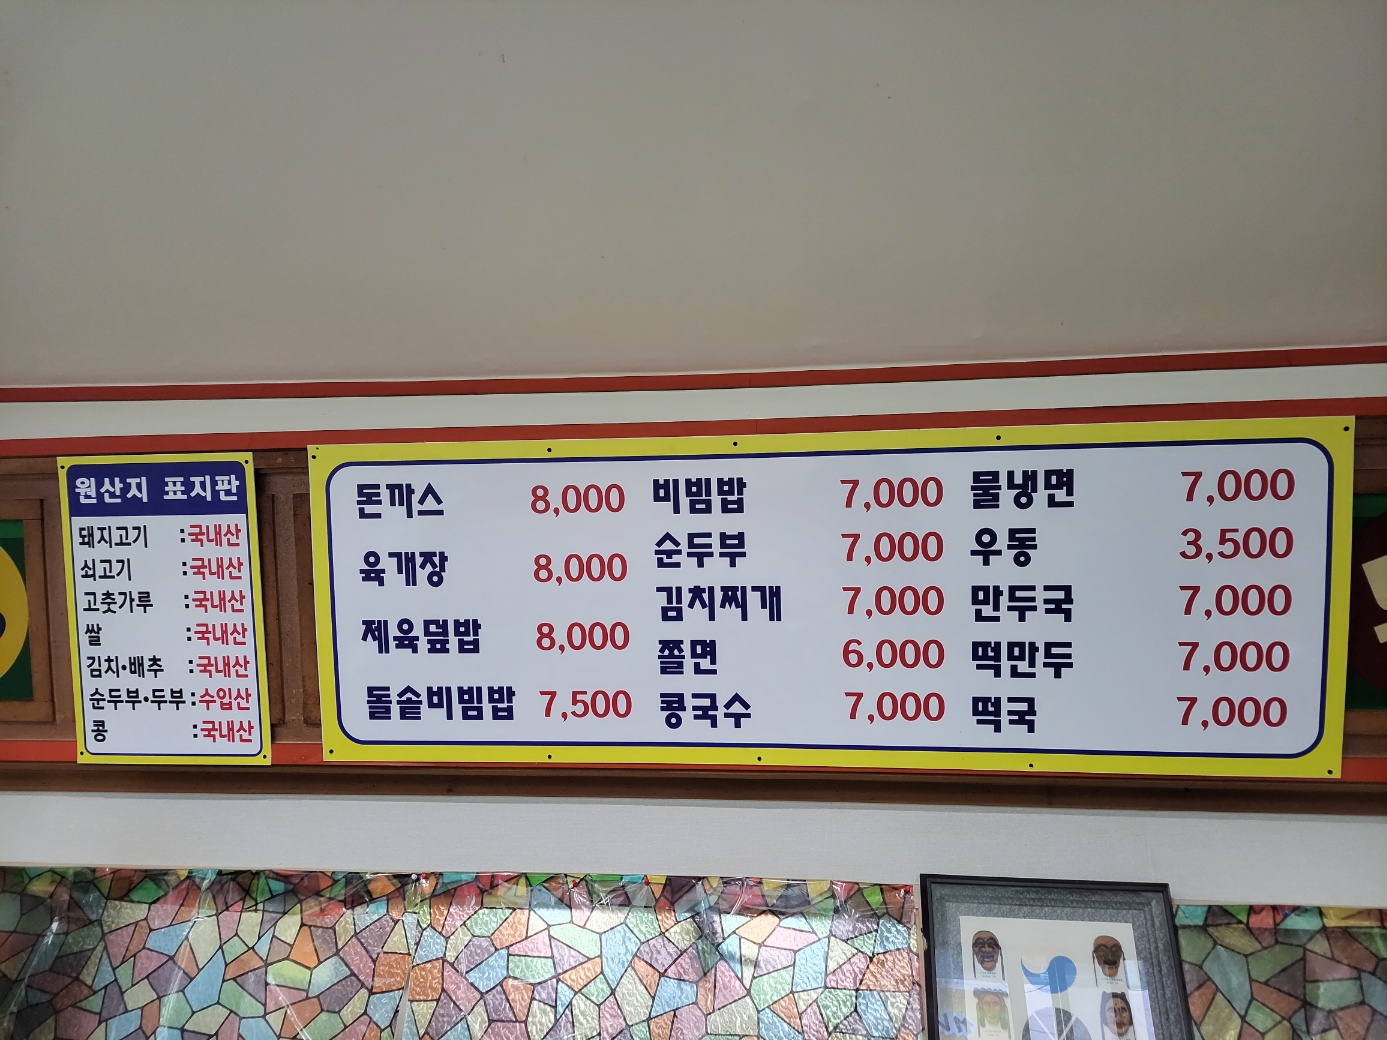 원산지 표지판
돼지고기 :국내산
쇠고기 :국내산
고춧가루 :국내산
쌀 :국내산
김치·배추 :국내산
순두부·두부:수입산
콩 :국내산
돈까스 8,000
육개장 8,000
제육덮밥 8,000
돌솥비빔밥 7,500
비빔밥 7,000
순두부 7,000
김치찌개 7,000
쫄면 6,000
콩국수 7,000
물냉면 7,000
우동 3,500
만두국 7,000
떡만두 7,000
떡국 7,000